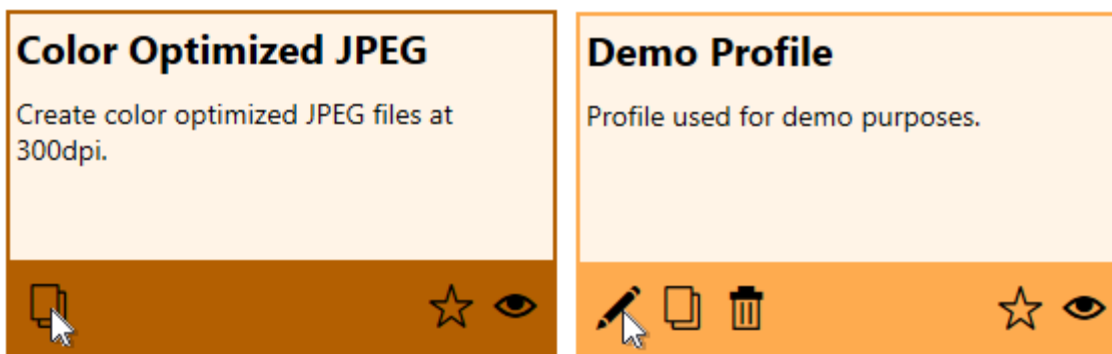 Color Optimized JPEG
Create color optimized JPEG files at
300dpi.
Demo Profile
Profile used for demo purposes.